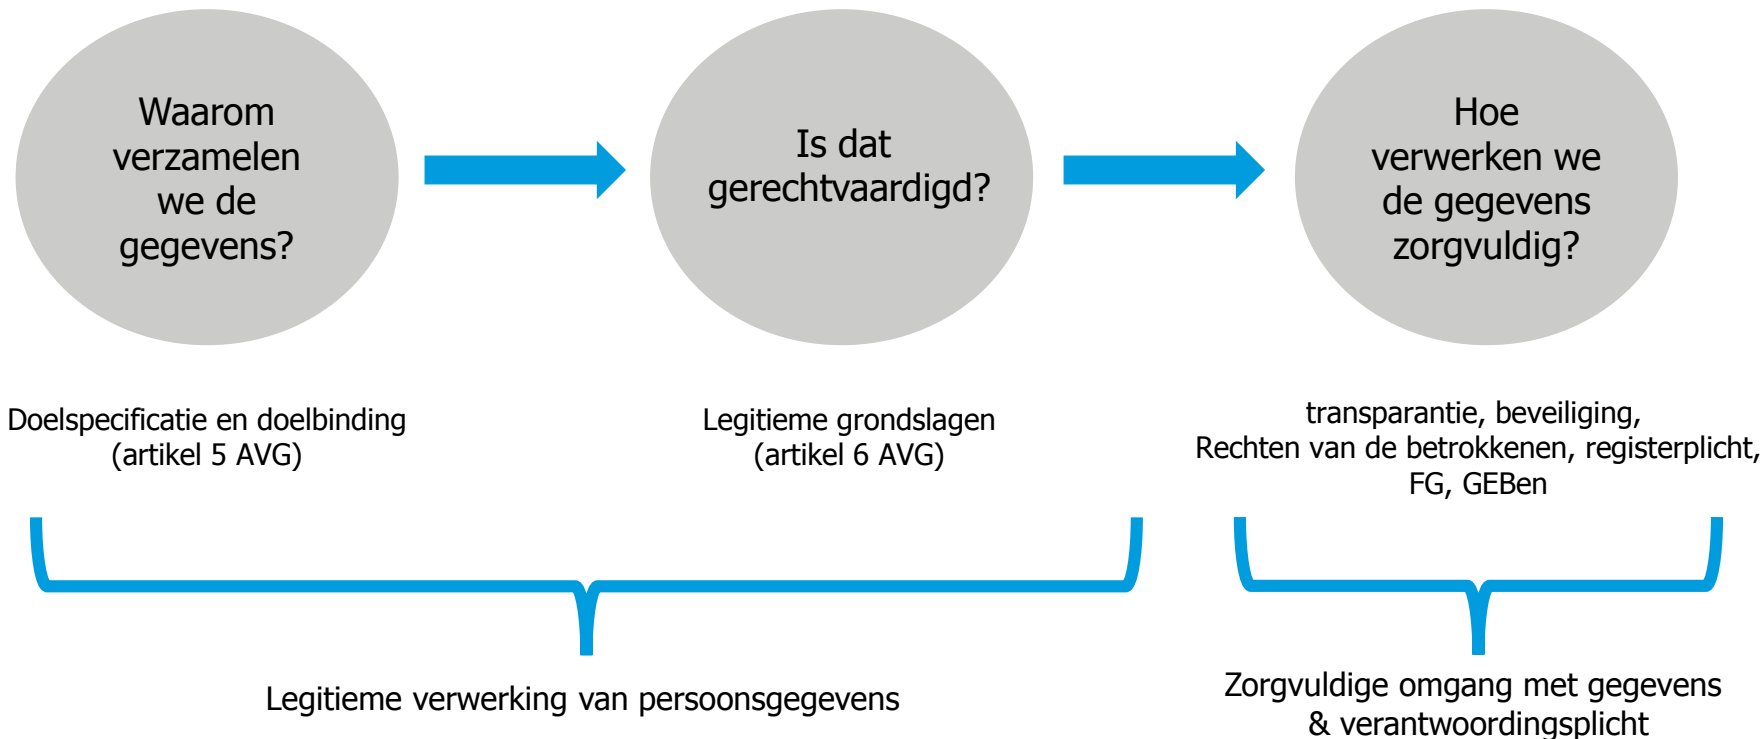 Waarom
verzamelen
we de
gegevens?
Is dat
gerechtvaardigd?
Hoe
verwerken we
de gegevens
zorgvuldig?
Doelspecificatie en doelbinding
(artikel 5 AVG)
Legitieme grondslagen
(artikel 6 AVG)
transparantie, beveiliging,
Rechten van de betrokkenen, registerplicht,
FG, GEBen
Legitieme verwerking van persoonsgegevens
Zorgvuldige omgang met gegevens
& verantwoordingsplicht